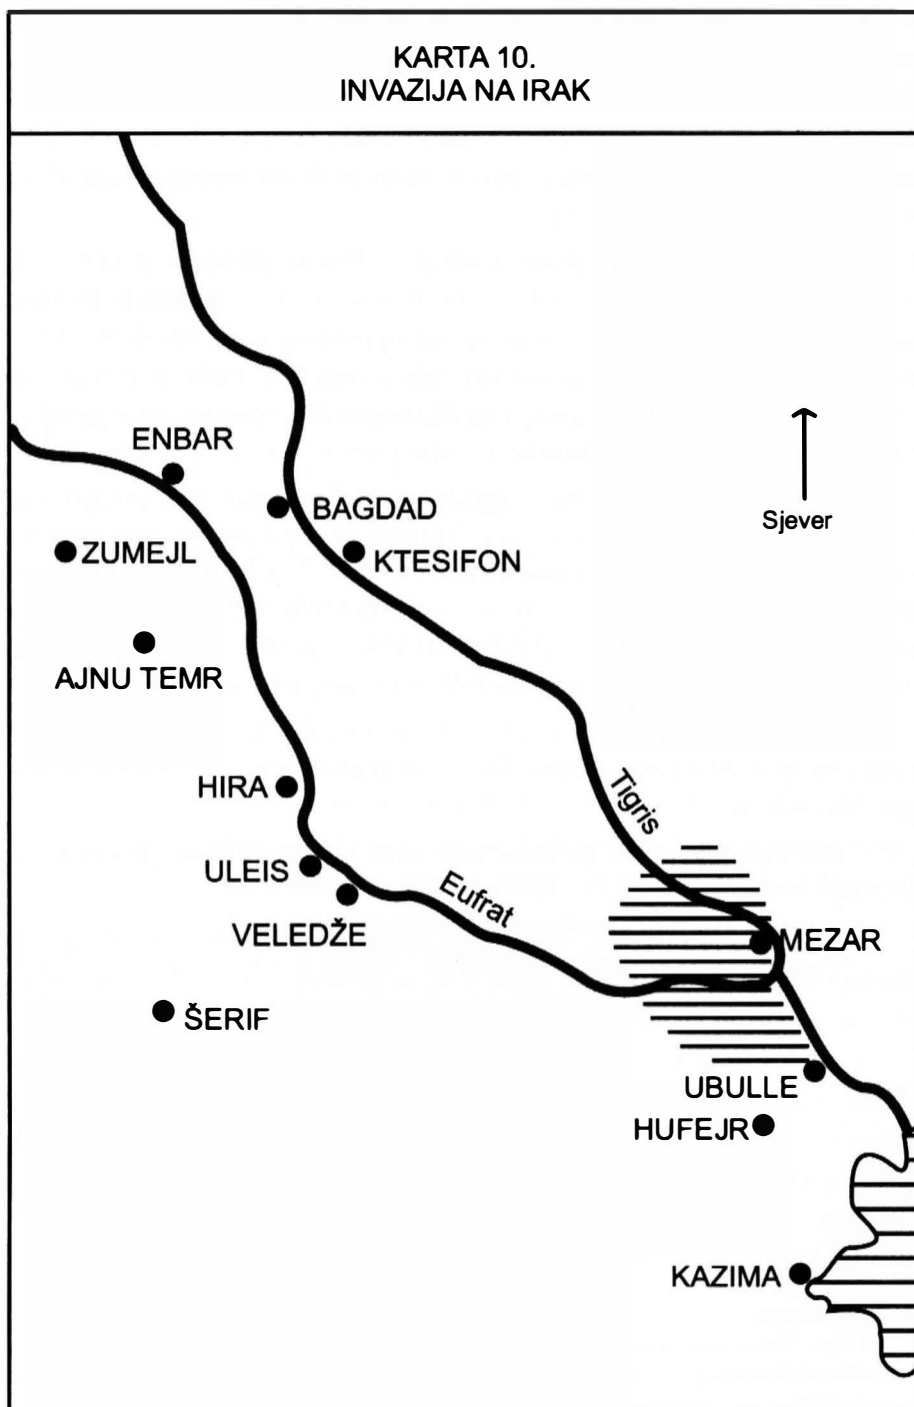 KARTA 10.
INVAZIJA NA IRAK
ENBAR
BAGDAD
Sjever
ZUMEJL
KTESIFON
AJNU TEMR
HIRA
Tigris
ULEIS
Eufrat
VELEDŽE
MEZAR
ŠERIF
UBULLE
HUFEJR
KAZIMA